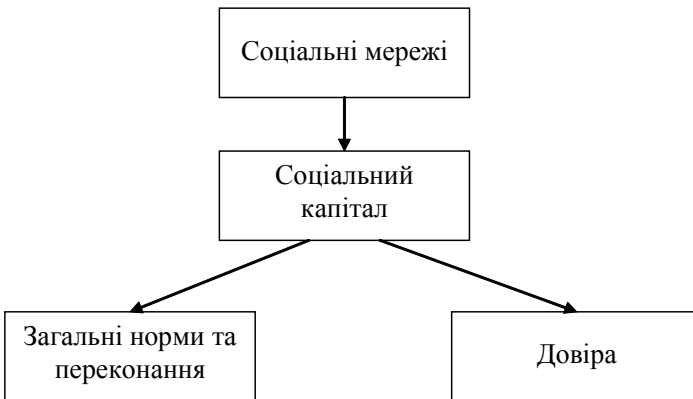 Соціальні мережі
Соціальний
капітал
Загальні норми та
переконання
Довіра